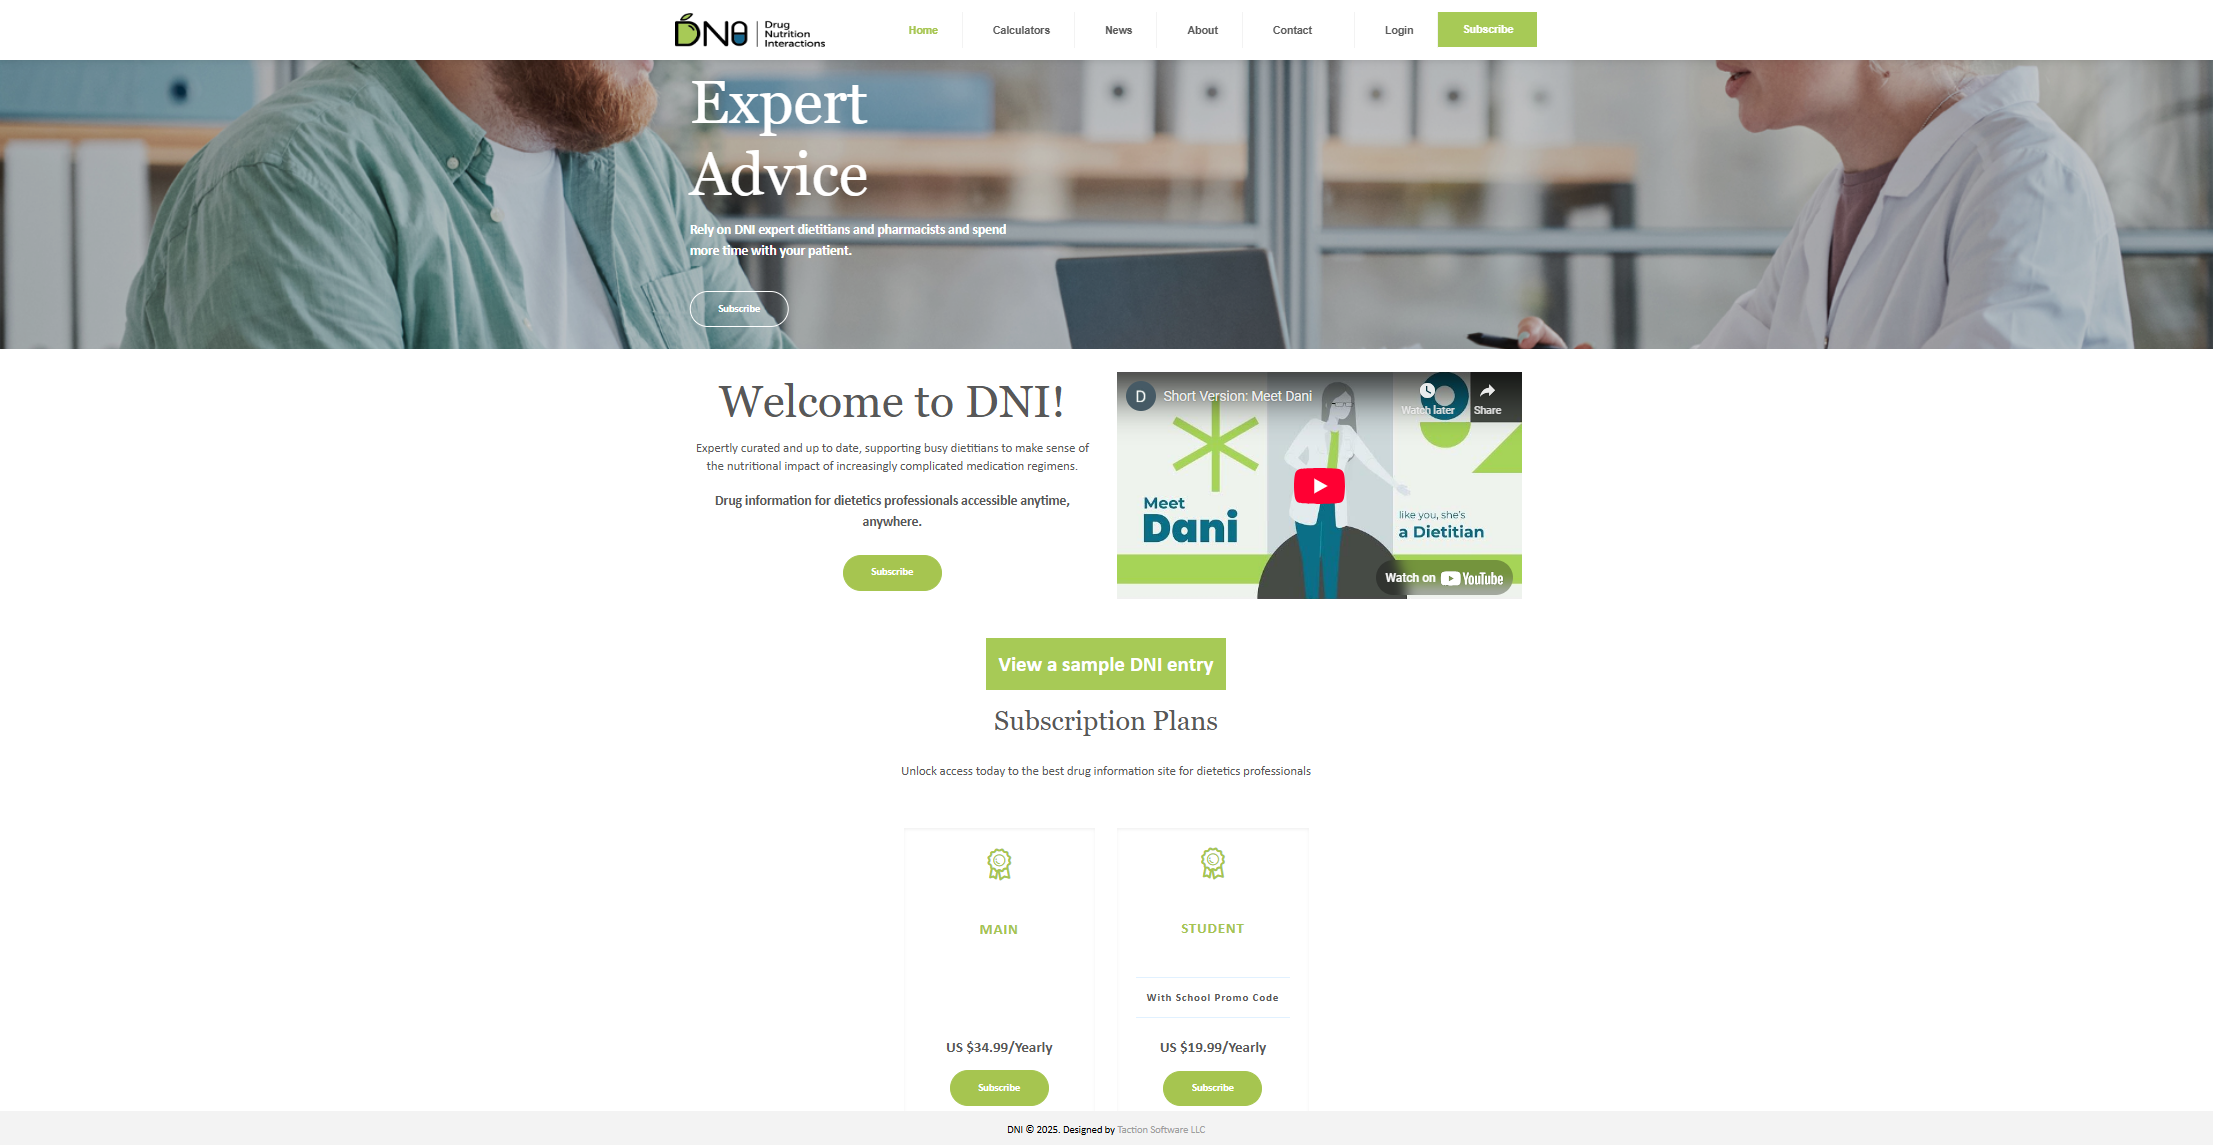 DNI
Drug
Nutrition
Interactions
Home
Calculators
News
About
Contact
Login
Subscribe
Expert
Advice
Rely on DNI expert dietitians and pharmacists and spend
more time with your patient.
Subscribe
Welcome to DNI!
Expertly curated and up to date, supporting busy dietitians to make sense of
the nutritional impact of increasingly complicated medication regimens.
Drug information for dietetics professionals accessible anytime,
anywhere.
Subscribe
D
Short Version: Meet Dani
Watch later
Share
Meet
Dani
like you, she's
a Dietitian
Watch on YouTube
View a sample DNI entry
Subscription Plans
Unlock access today to the best drug information site for dietetics professionals
MAIN
US $34.99/Yearly
Subscribe
STUDENT
With School Promo Code
US $19.99/Yearly
Subscribe
DNI © 2025. Designed by Taction Software LLC